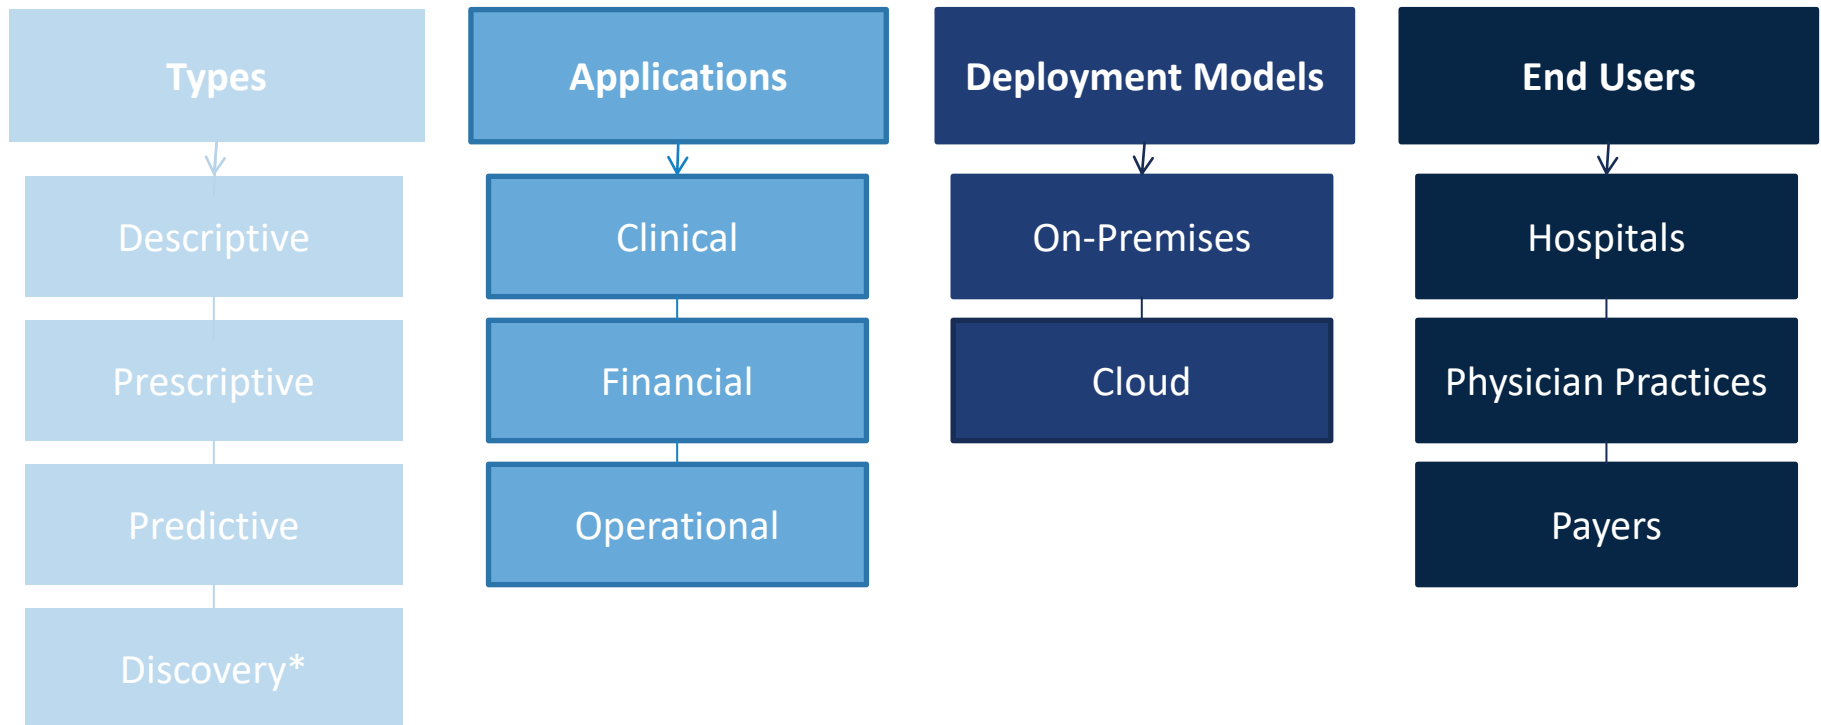 Types
Descriptive
Prescriptive
Predictive
Discovery*
Applications
Clinical
Financial
Operational
Deployment Models
On-Premises
Cloud
End Users
Hospitals
Physician Practices
Payers